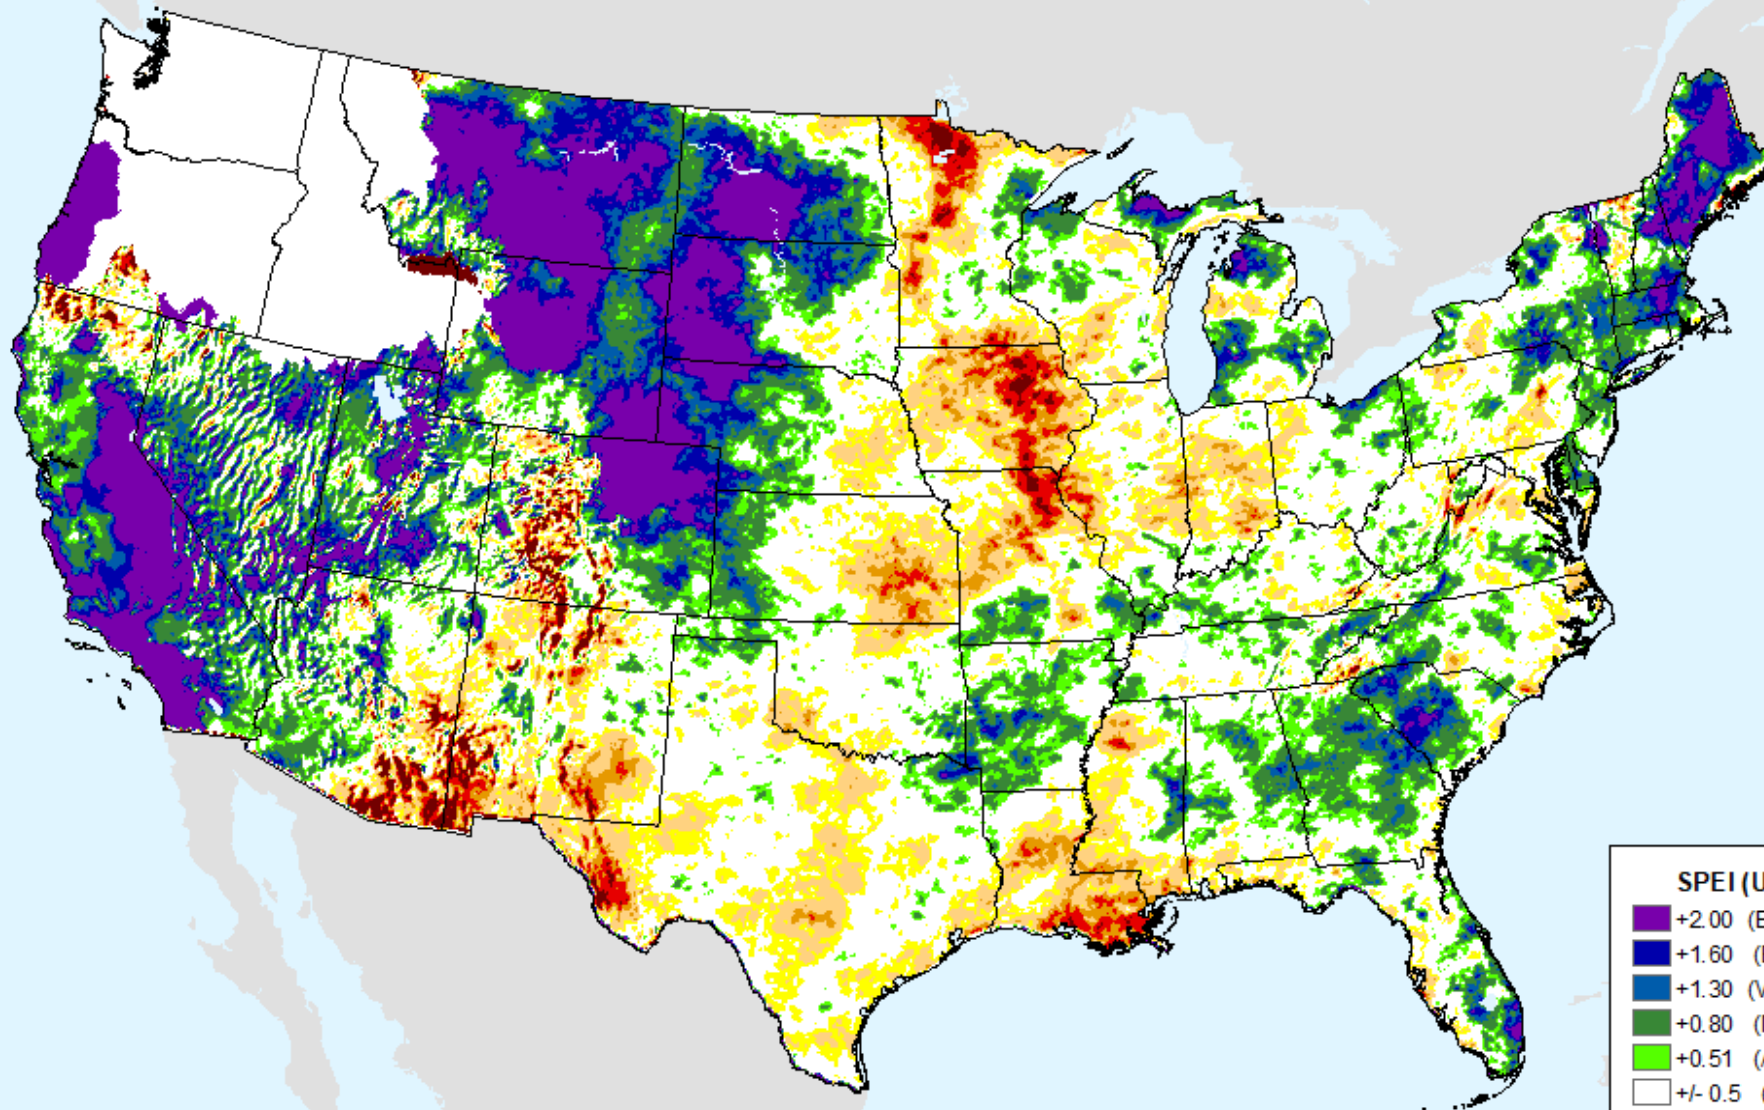 SPEI (U
+2.00 (E
+1.60 (
+1.30 (V
+0.80 (
+0.51 (
+/- 0.5 (